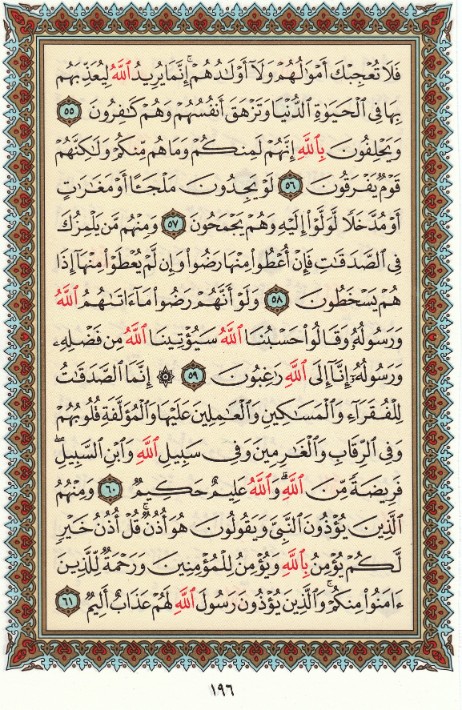 فَلَا تُعۡجِبۡكَ أَمۡوَٰلُهُمۡ وَلَآ أَوۡلَٰدُهُمۡۚ إِنَّمَا يُرِيدُ ٱللَّهُ لِيُعَذِّبَهُم
بِهَا فِي ٱلۡحَيَوٰةِ ٱلدُّنۡيَا وَتَزۡهَقَ أَنفُسُهُمۡ وَهُمۡ كَٰفِرُونَ ٥٥
وَيَحۡلِفُونَ بِٱللَّهِ إِنَّهُمۡ لَمِنكُمۡ وَمَا هُم مِّنكُمۡ وَلَٰكِنَّهُمۡ
قَوۡمٞ يَفۡرَقُونَ ٥٦ لَوۡ يَجِدُونَ مَلۡجَـًٔا أَوۡ مَغَٰرَٰتٍ
أَوۡ مُدَّخَلٗا لَّوَلَّوۡاْ إِلَيۡهِ وَهُمۡ يَجۡمَحُونَ ٥٧ وَمِنۡهُم مَّن يَلۡمِزُكَ
فِي ٱلصَّدَقَٰتِ فَإِنۡ أُعۡطُواْ مِنۡهَا رَضُواْ وَإِن لَّمۡ يُعۡطَوۡاْ مِنۡهَآ إِذَا
هُمۡ يَسۡخَطُونَ ٥٨ وَلَوۡ أَنَّهُمۡ رَضُواْ مَآ ءَاتَىٰهُمُ ٱللَّهُ
وَرَسُولُهُۥ وَقَالُواْ حَسۡبُنَا ٱللَّهُ سَيُؤۡتِينَا ٱللَّهُ مِن فَضۡلِهِۦ
وَرَسُولُهُۥٓ إِنَّآ إِلَى ٱللَّهِ رَٰغِبُونَ ٥٩ ۞ إِنَّمَا ٱلصَّدَقَٰتُ
لِلۡفُقَرَآءِ وَٱلۡمَسَٰكِينِ وَٱلۡعَٰمِلِينَ عَلَيۡهَا وَٱلۡمُؤَلَّفَةِ قُلُوبُهُمۡ
وَفِي ٱلرِّقَابِ وَٱلۡغَٰرِمِينَ وَفِي سَبِيلِ ٱللَّهِ وَٱبۡنِ ٱلسَّبِيلِۖ
فَرِيضَةٗ مِّنَ ٱللَّهِۗ وَٱللَّهُ عَلِيمٌ حَكِيمٞ ٦٠ وَمِنۡهُمُ
ٱلَّذِينَ يُؤۡذُونَ ٱلنَّبِيَّ وَيَقُولُونَ هُوَ أُذُنٞۚ قُلۡ أُذُنُ خَيۡرٖ
لَّكُمۡ يُؤۡمِنُ بِٱللَّهِ وَيُؤۡمِنُ لِلۡمُؤۡمِنِينَ وَرَحۡمَةٞ لِّلَّذِينَ
ءَامَنُواْ مِنكُمۡۚ وَٱلَّذِينَ يُؤۡذُونَ رَسُولَ ٱللَّهِ لَهُمۡ عَذَابٌ أَلِيمٞ ٦١
١٩٦